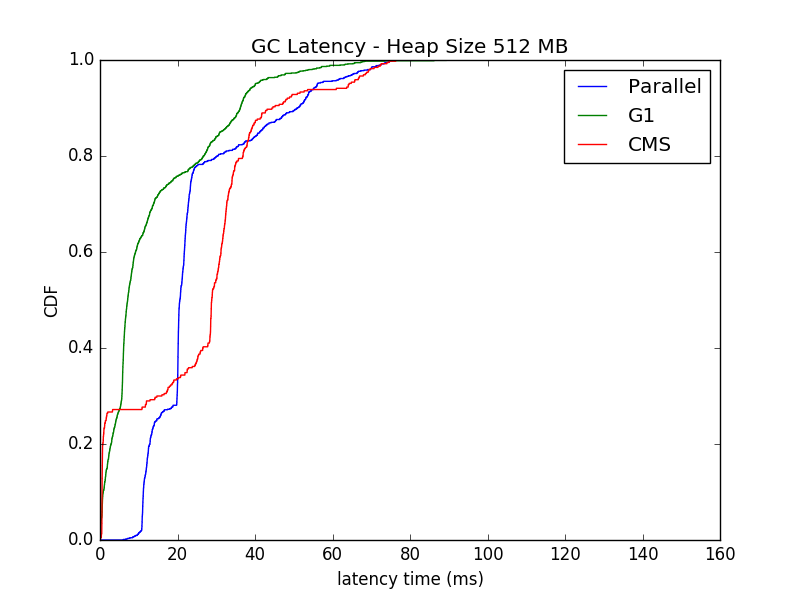 GC Latency - Heap Size 512 MB
1.0
0.8
0.6
0.4
0.2
0.0
CDF
Parallel
G1
CMS
0 20 40 60 80 100 120 140 160
latency time (ms)